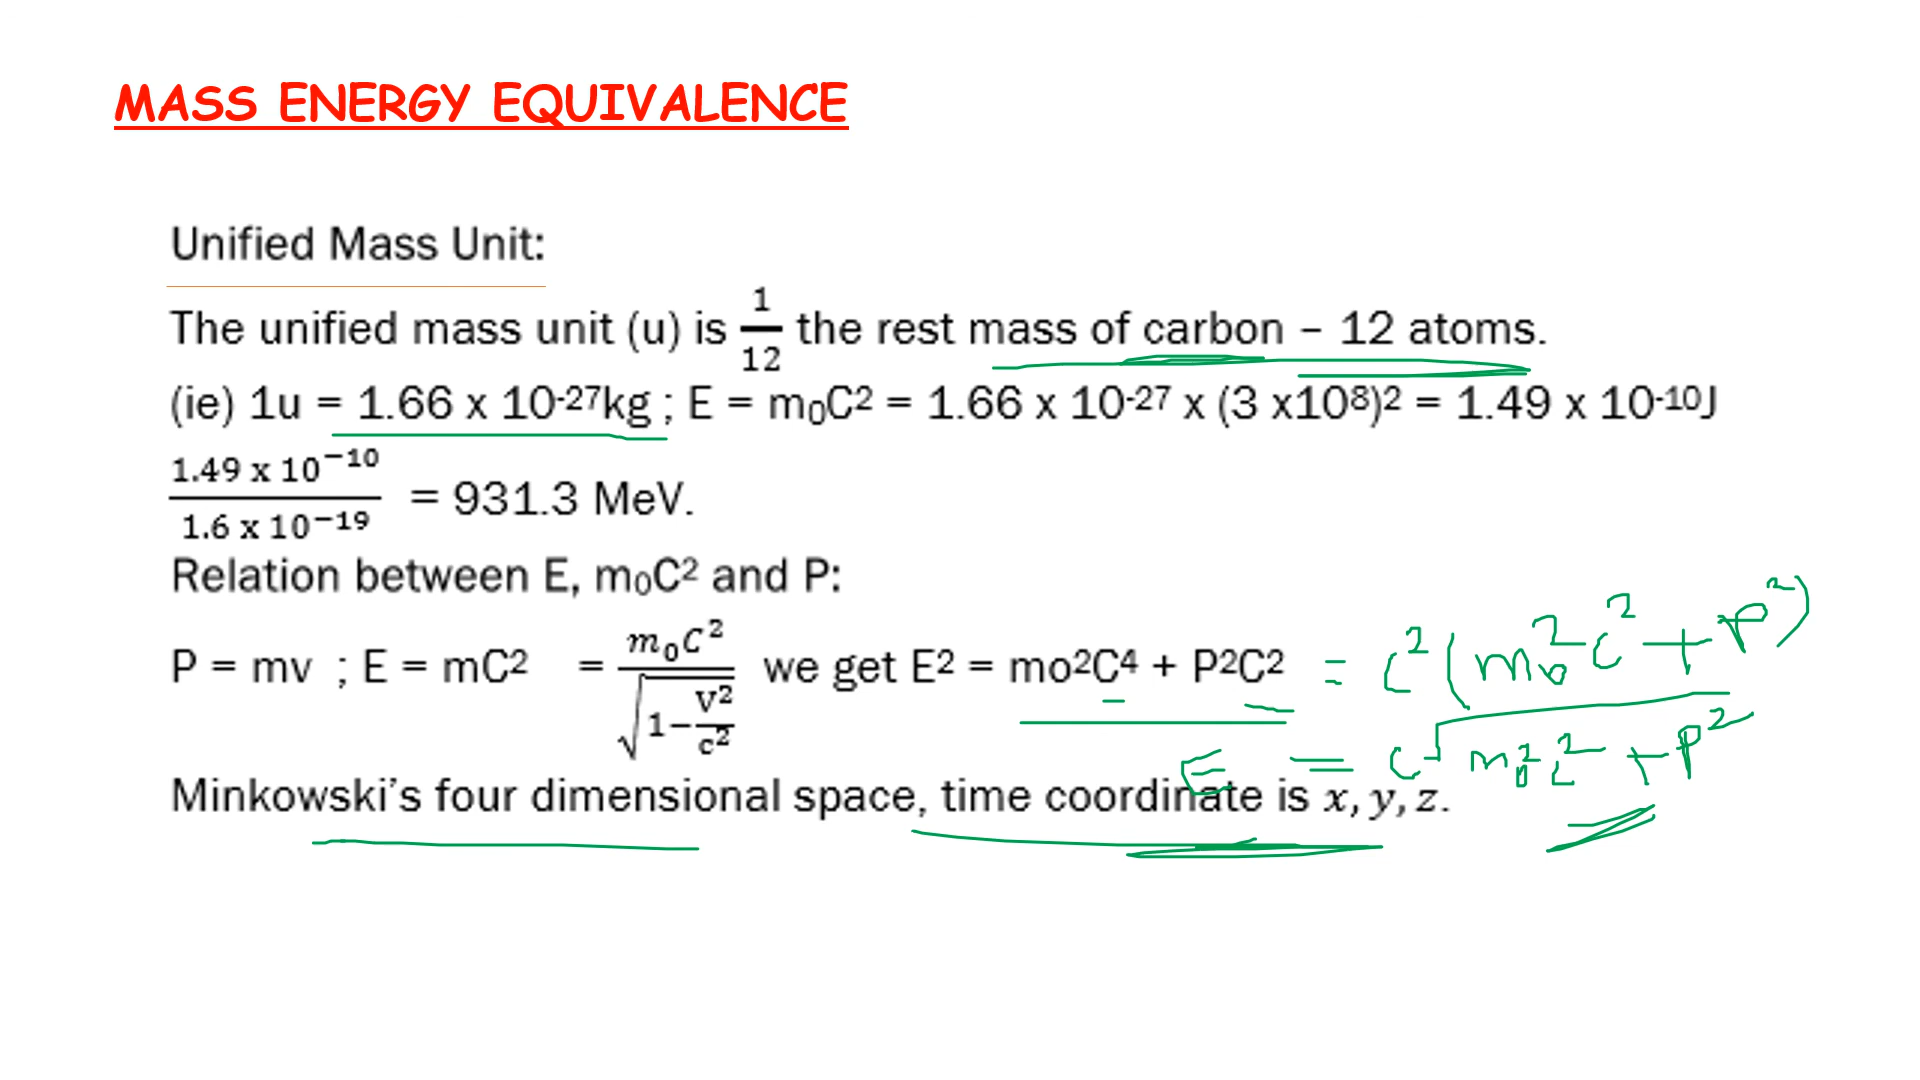 MASS ENERGY EQUIVALENCE
Unified Mass Unit:
The unified mass unit (u) is 1/12 the rest mass of carbon – 12 atoms.
(ie) 1u = 1.66 x 10⁻²⁷kg ; E = m₀C² = 1.66 x 10⁻²⁷ x (3 x10⁸)² = 1.49 x 10⁻¹⁰J
1.49 x 10⁻¹⁰ / 1.6 x 10⁻¹⁹ = 931.3 MeV.
Relation between E, m₀C² and P:
P = mv ; E = mC² = m₀C² / √(1 − V²/c²) we get E² = mo²C⁴ + P²C² = c²(m₀²c² + P²)
E = c√(m₀²c² + P²)
Minkowski’s four dimensional space, time coordinate is x, y, z.